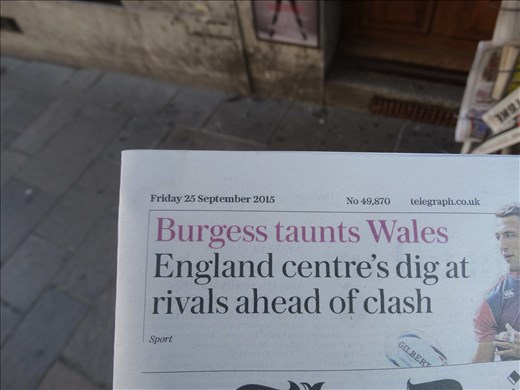 Friday 25 September 2015 No 49,870 telegraph.co.uk
Burgess taunts Wales
England centre's dig at
rivals ahead of clash
Sport
GILBERT